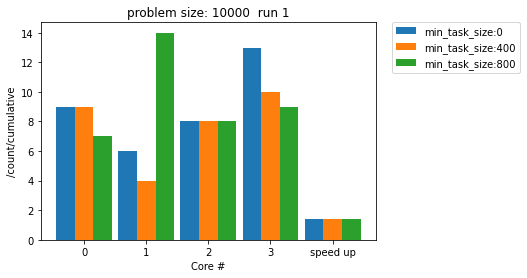 problem size: 10000  run 1
min_task_size:0
min_task_size:400
min_task_size:800
/count/cumulative
14
12
10
8
6
4
2
0
0 1 2 3 speed up
Core #